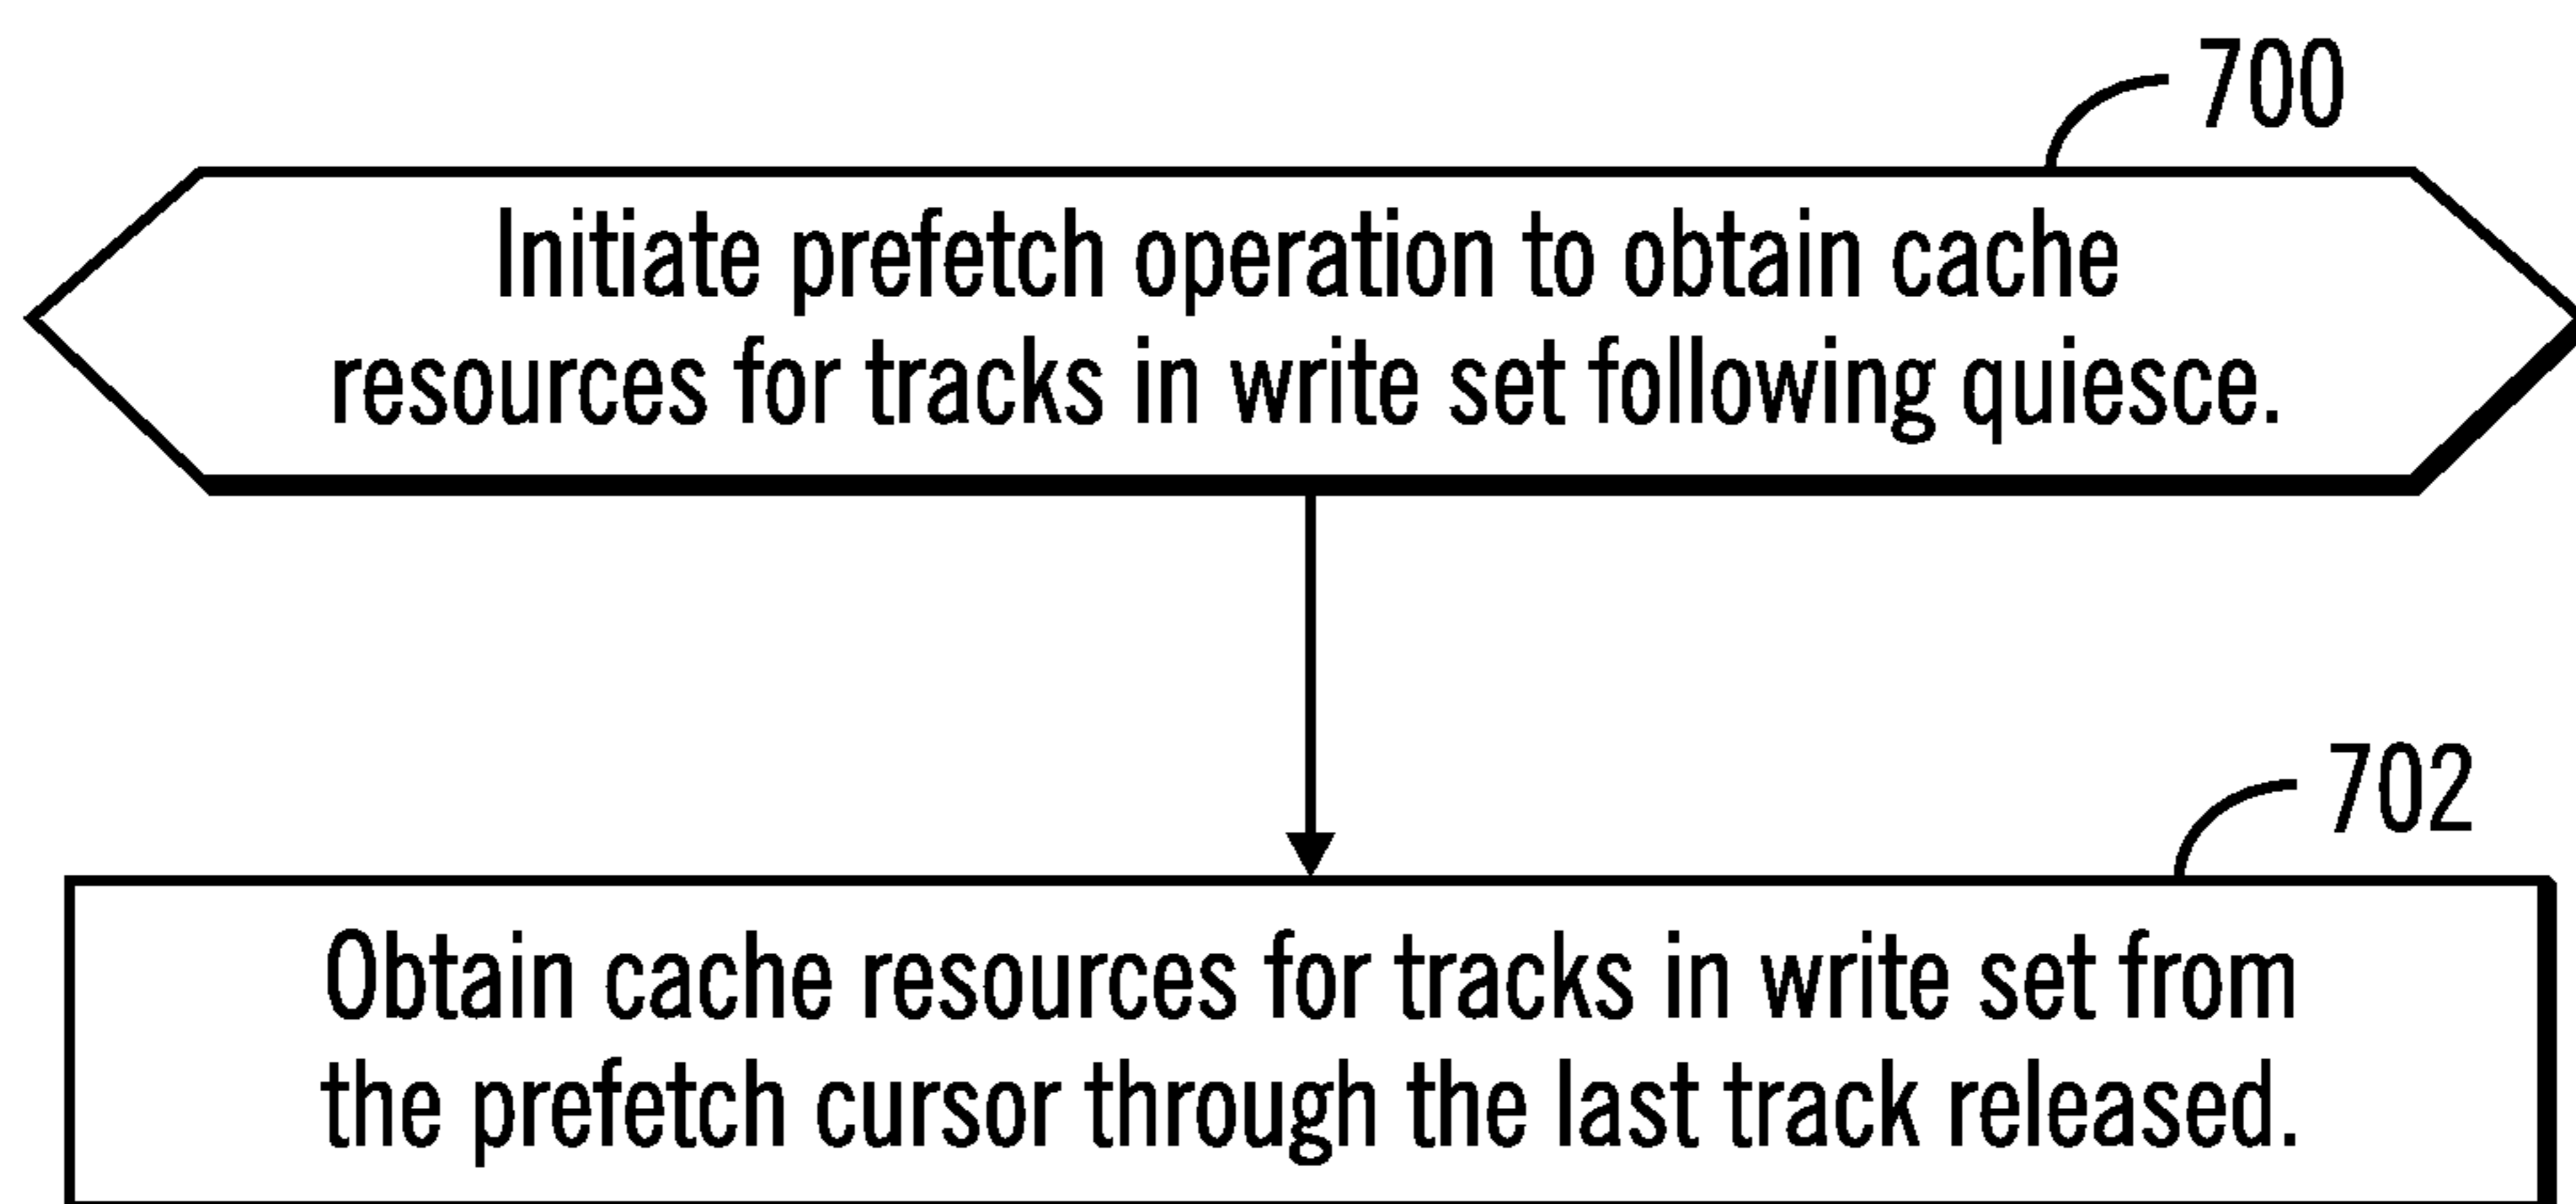 700
Initiate prefetch operation to obtain cache
resources for tracks in write set following quiesce.
702
Obtain cache resources for tracks in write set from
the prefetch cursor through the last track released.